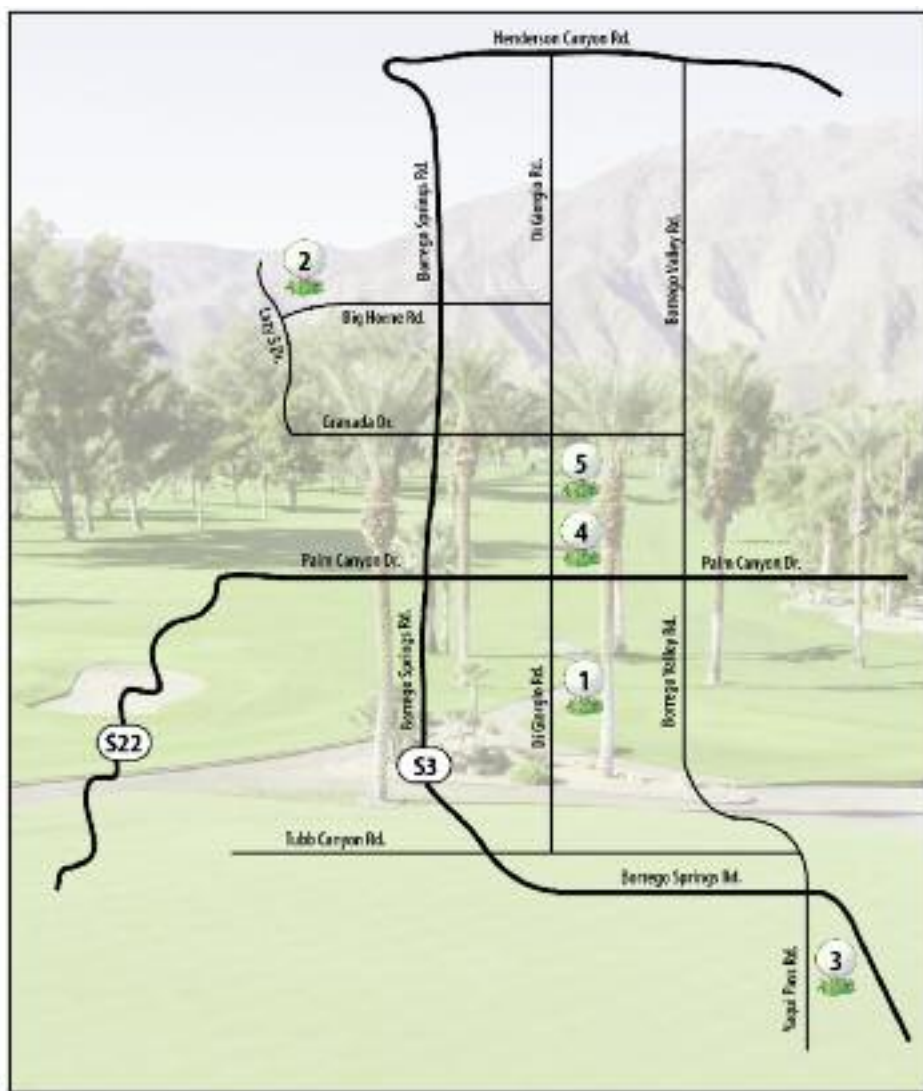 Henderson Canyon Rd.
Borrego Springs Rd.
Di Giorgio Rd.
Borrego Valley Rd.
2
Big Horne Rd.
Lazy S Dr.
Granada Dr.
5
4
Palm Canyon Dr.
Palm Canyon Dr.
Borrego Springs Rd.
Di Giorgio Rd.
Borrego Valley Rd.
1
S22
S3
Tubb Canyon Rd.
Borrego Springs Rd.
Yaqui Pass Rd.
3